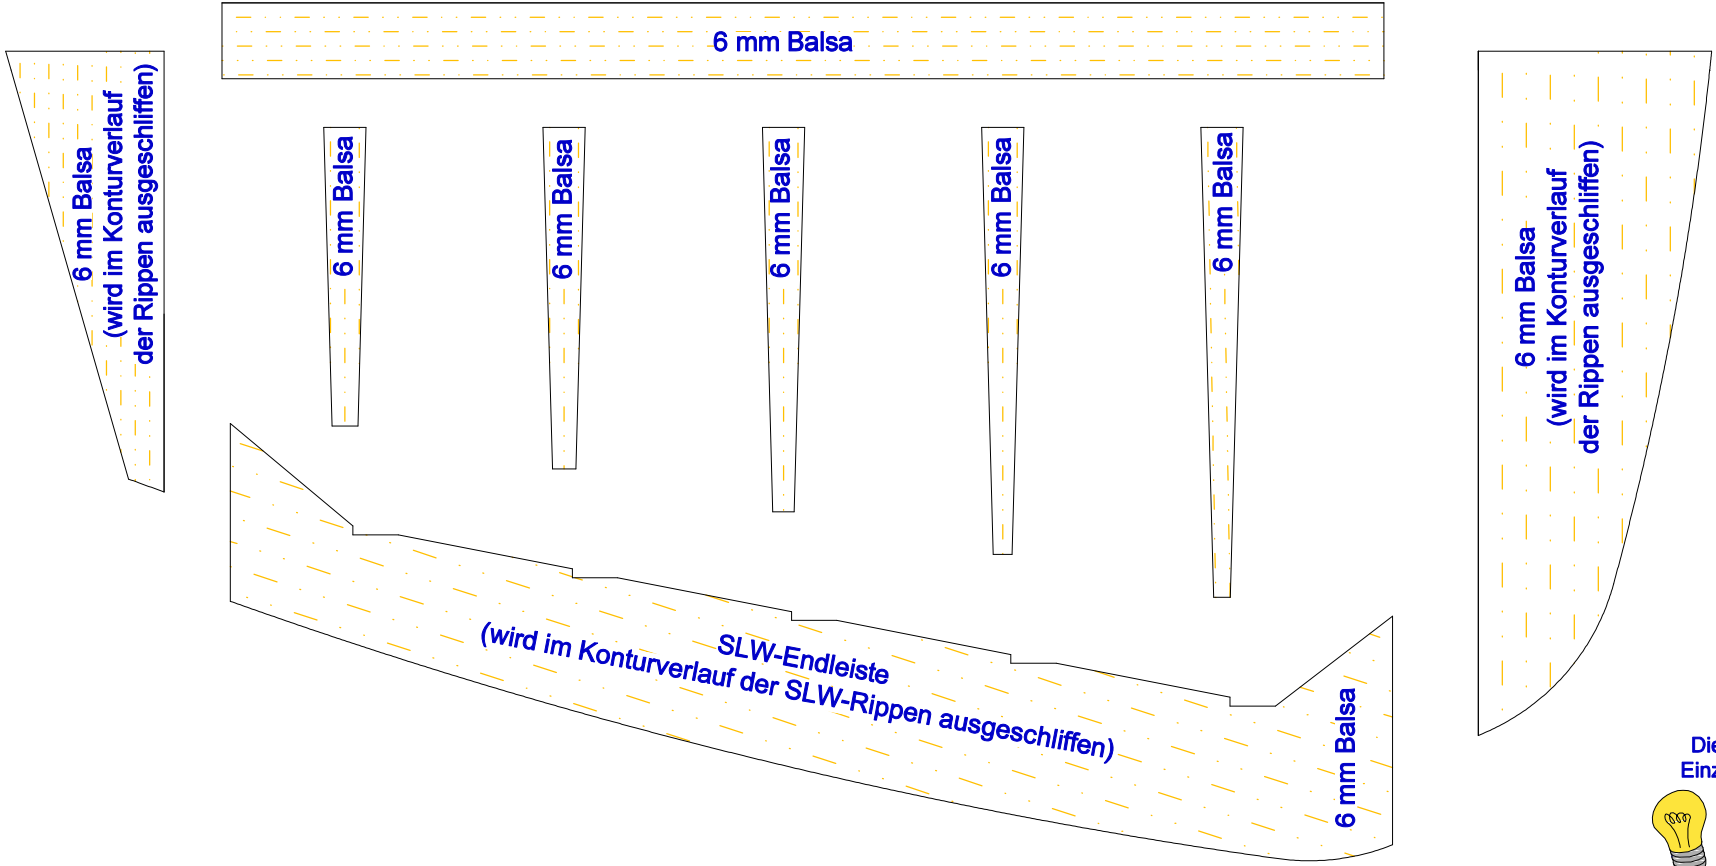 6 mm Balsa
6 mm Balsa
(wird im Konturverlauf
der Rippen ausgeschliffen)
6 mm Balsa
6 mm Balsa
6 mm Balsa
6 mm Balsa
6 mm Balsa
6 mm Balsa
(wird im Konturverlauf
der Rippen ausgeschliffen)
SLW-Endleiste
(wird im Konturverlauf der SLW-Rippen ausgeschliffen)
6 mm Balsa
Die
Einz